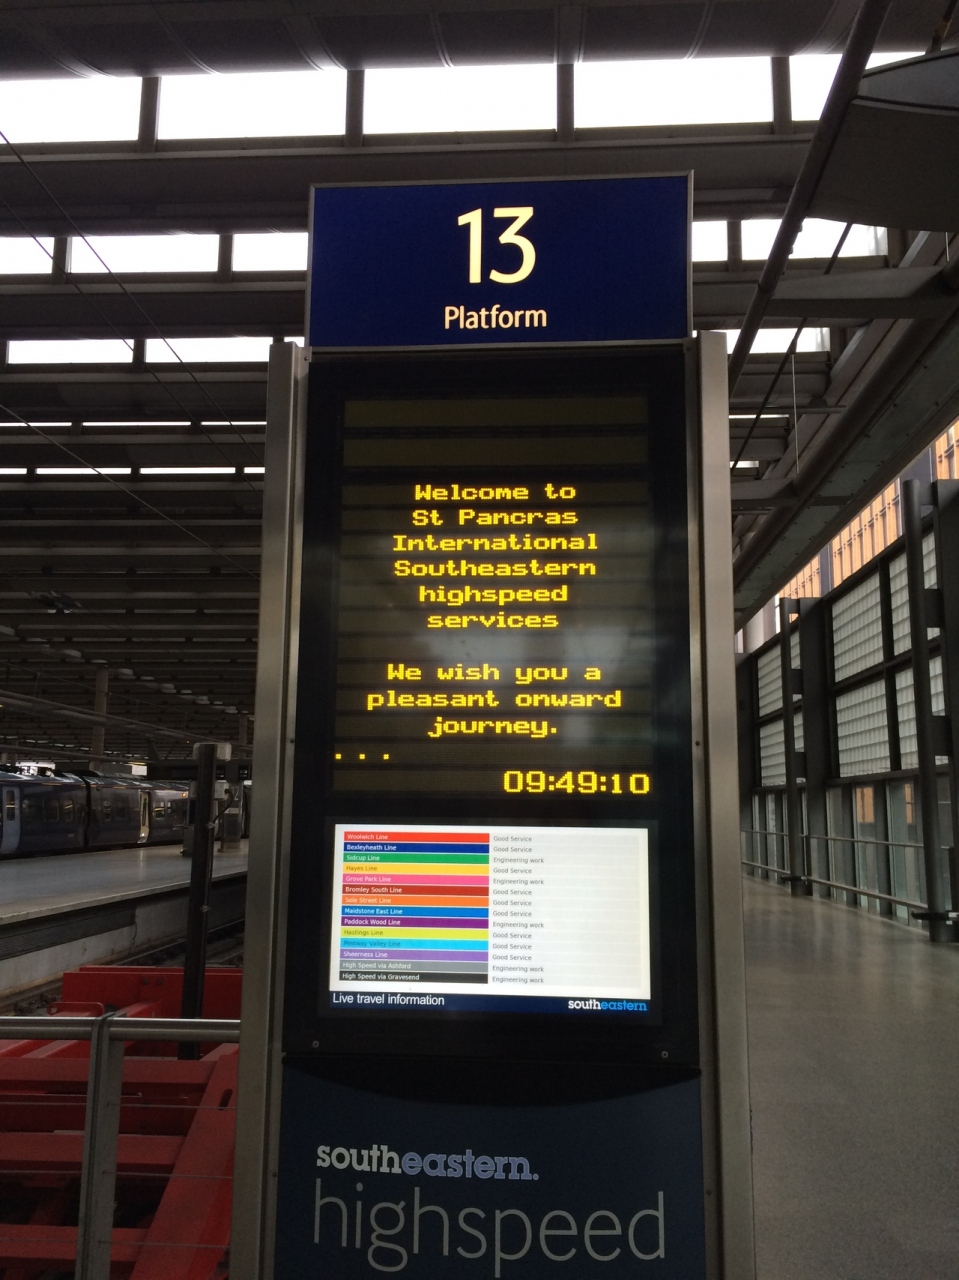 13
Platform
Welcome to
St Pancras
International
Southeastern
highspeed
services
We wish you a
pleasant onward
journey.
...
09:49:10
Woolwich Line Good Service
Bexleyheath Line Good Service
Sidcup Line Engineering work
Hayes Line Good Service
Grove Park Line Engineering work
Bromley South Line Good Service
Sole Street Line Good Service
Maidstone East Line Good Service
Paddock Wood Line Engineering work
Hastings Line Good Service
Medway Valley Line Good Service
Sheerness Line Good Service
High Speed via Ashford Engineering work
High Speed via Gravesend Engineering work
Live travel information southeastern
southeastern.
highspeed